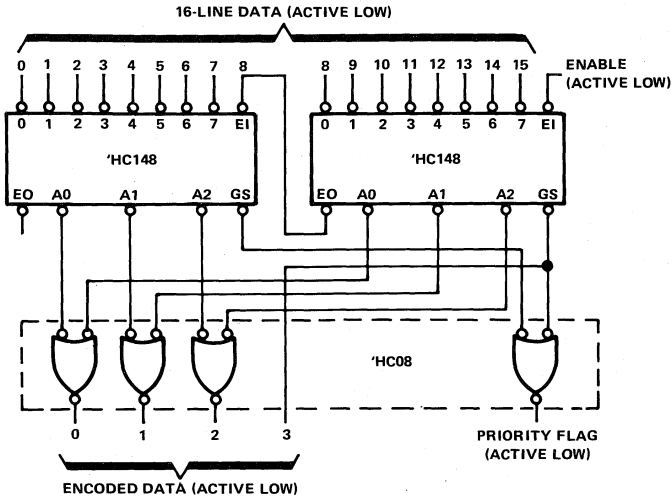 16-LINE DATA (ACTIVE LOW)
0 1 2 3 4 5 6 7 8 8 9 10 11 12 13 14 15 ENABLE
(ACTIVE LOW)
0 1 2 3 4 5 6 7 EI 0 1 2 3 4 5 6 7 EI
'HC148 'HC148
EO A0 A1 A2 GS EO A0 A1 A2 GS
'HC08
0 1 2 3 PRIORITY FLAG
(ACTIVE LOW)
ENCODED DATA (ACTIVE LOW)